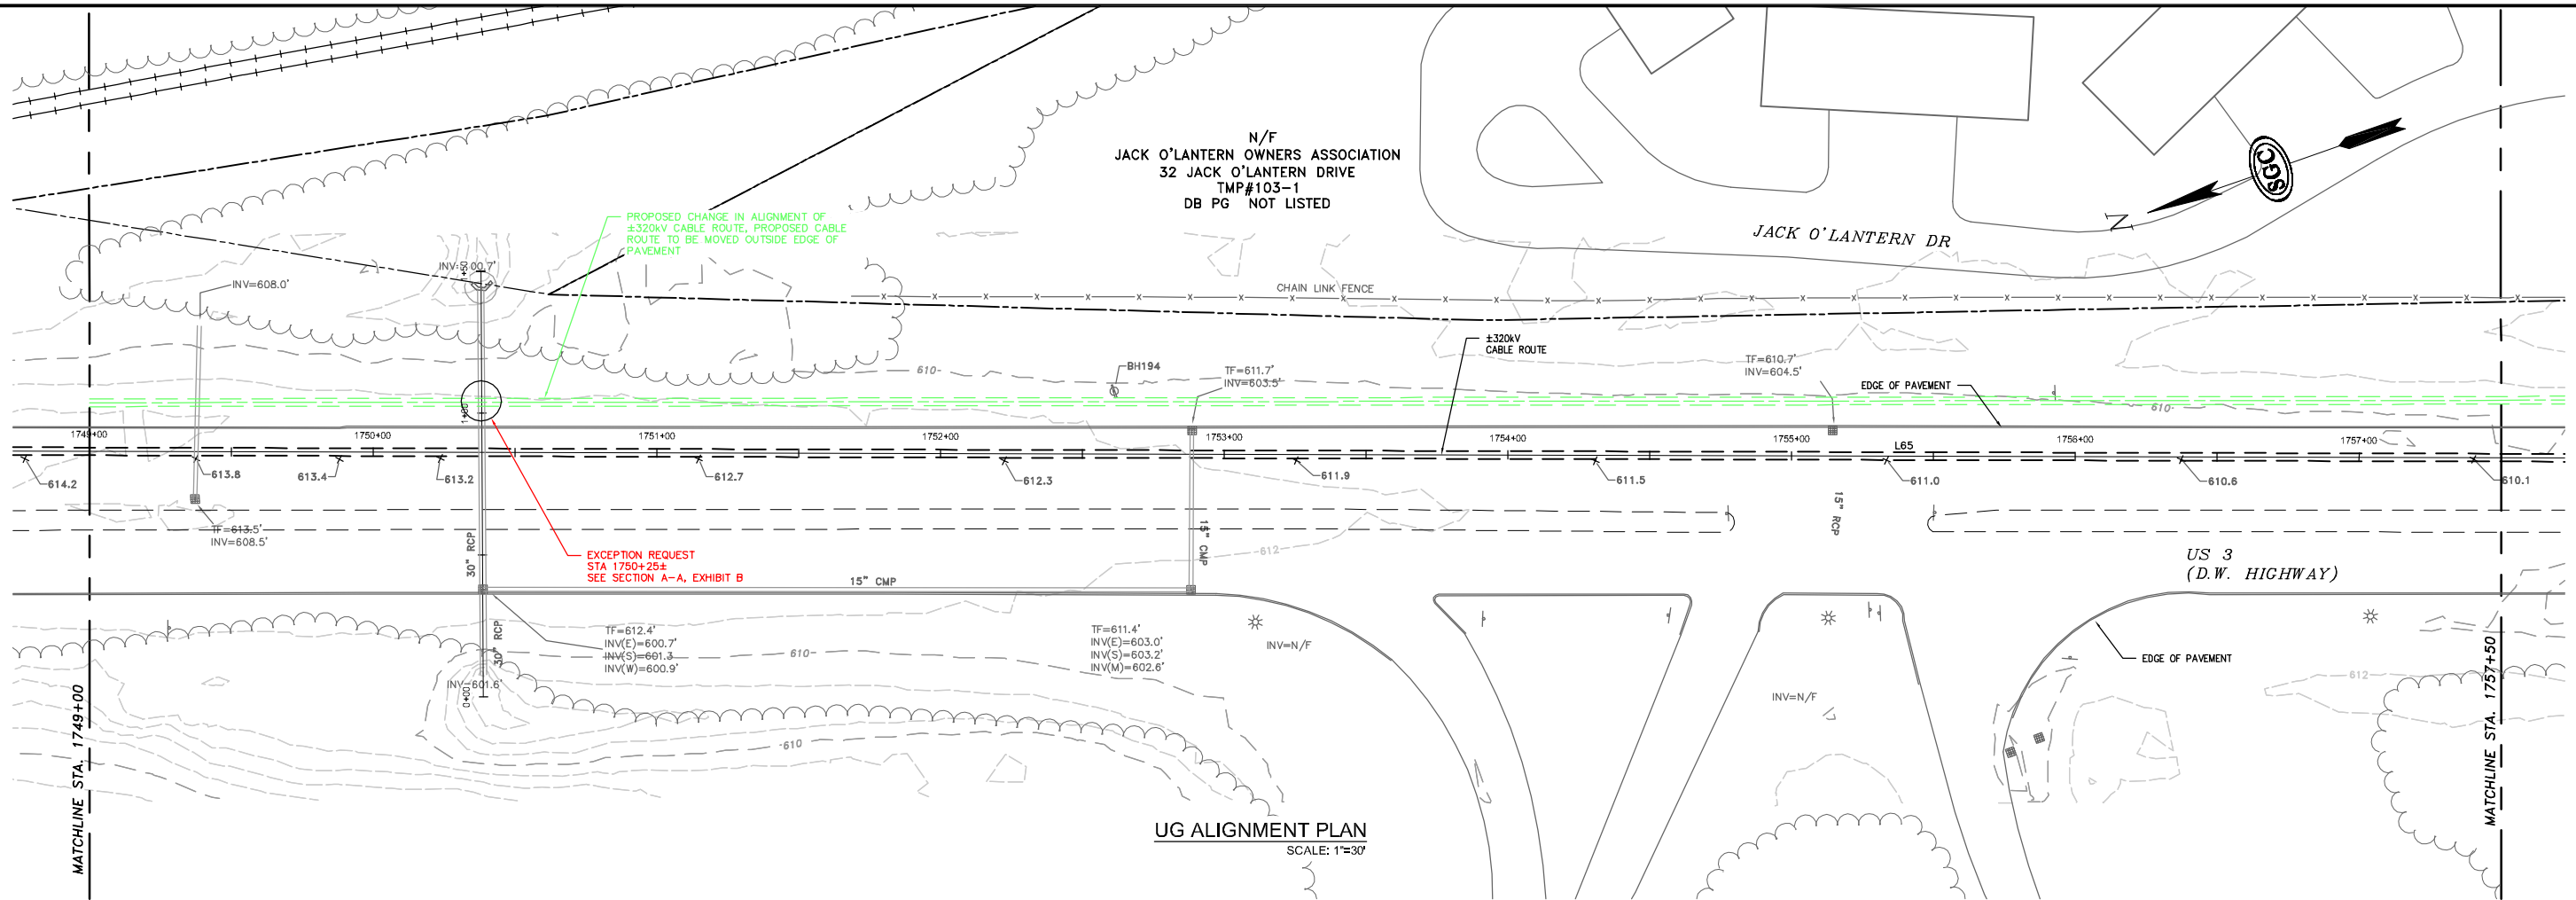 N/F
JACK O'LANTERN OWNERS ASSOCIATION
32 JACK O'LANTERN DRIVE
TMP#103-1
DB PG NOT LISTED
SGC
N
JACK O'LANTERN DR
PROPOSED CHANGE IN ALIGNMENT OF
±320kV CABLE ROUTE, PROPOSED CABLE
ROUTE TO BE MOVED OUTSIDE EDGE OF
PAVEMENT
INV=608.0'
CHAIN LINK FENCE
±320kV
CABLE ROUTE
BH194
610
TF=611.7'
INV=603.5'
TF=610.7'
INV=604.5'
EDGE OF PAVEMENT
610
1749+00
1750+00
1751+00
1752+00
1753+00
1754+00
1755+00
1756+00
1757+00
L65
614.2
613.8
613.4
613.2
612.7
612.3
611.9
611.5
611.0
610.6
610.1
TF=613.5'
INV=608.5'
30" RCP
EXCEPTION REQUEST
STA 1750+25±
SEE SECTION A-A, EXHIBIT B
15" CMP
15" CMP
612
15" RCP
US 3
(D.W. HIGHWAY)
30" RCP
TF=612.4'
INV(E)=600.7'
INV(S)=601.3
INV(W)=600.9'
610
TF=611.4'
INV(E)=603.0'
INV(S)=603.2'
INV(M)=602.6'
INV=N/F
INV=N/F
EDGE OF PAVEMENT
612
INV=601.6'
0+00
610
MATCHLINE STA. 1749+00
MATCHLINE STA. 1757+50
UG ALIGNMENT PLAN
SCALE: 1"=30'